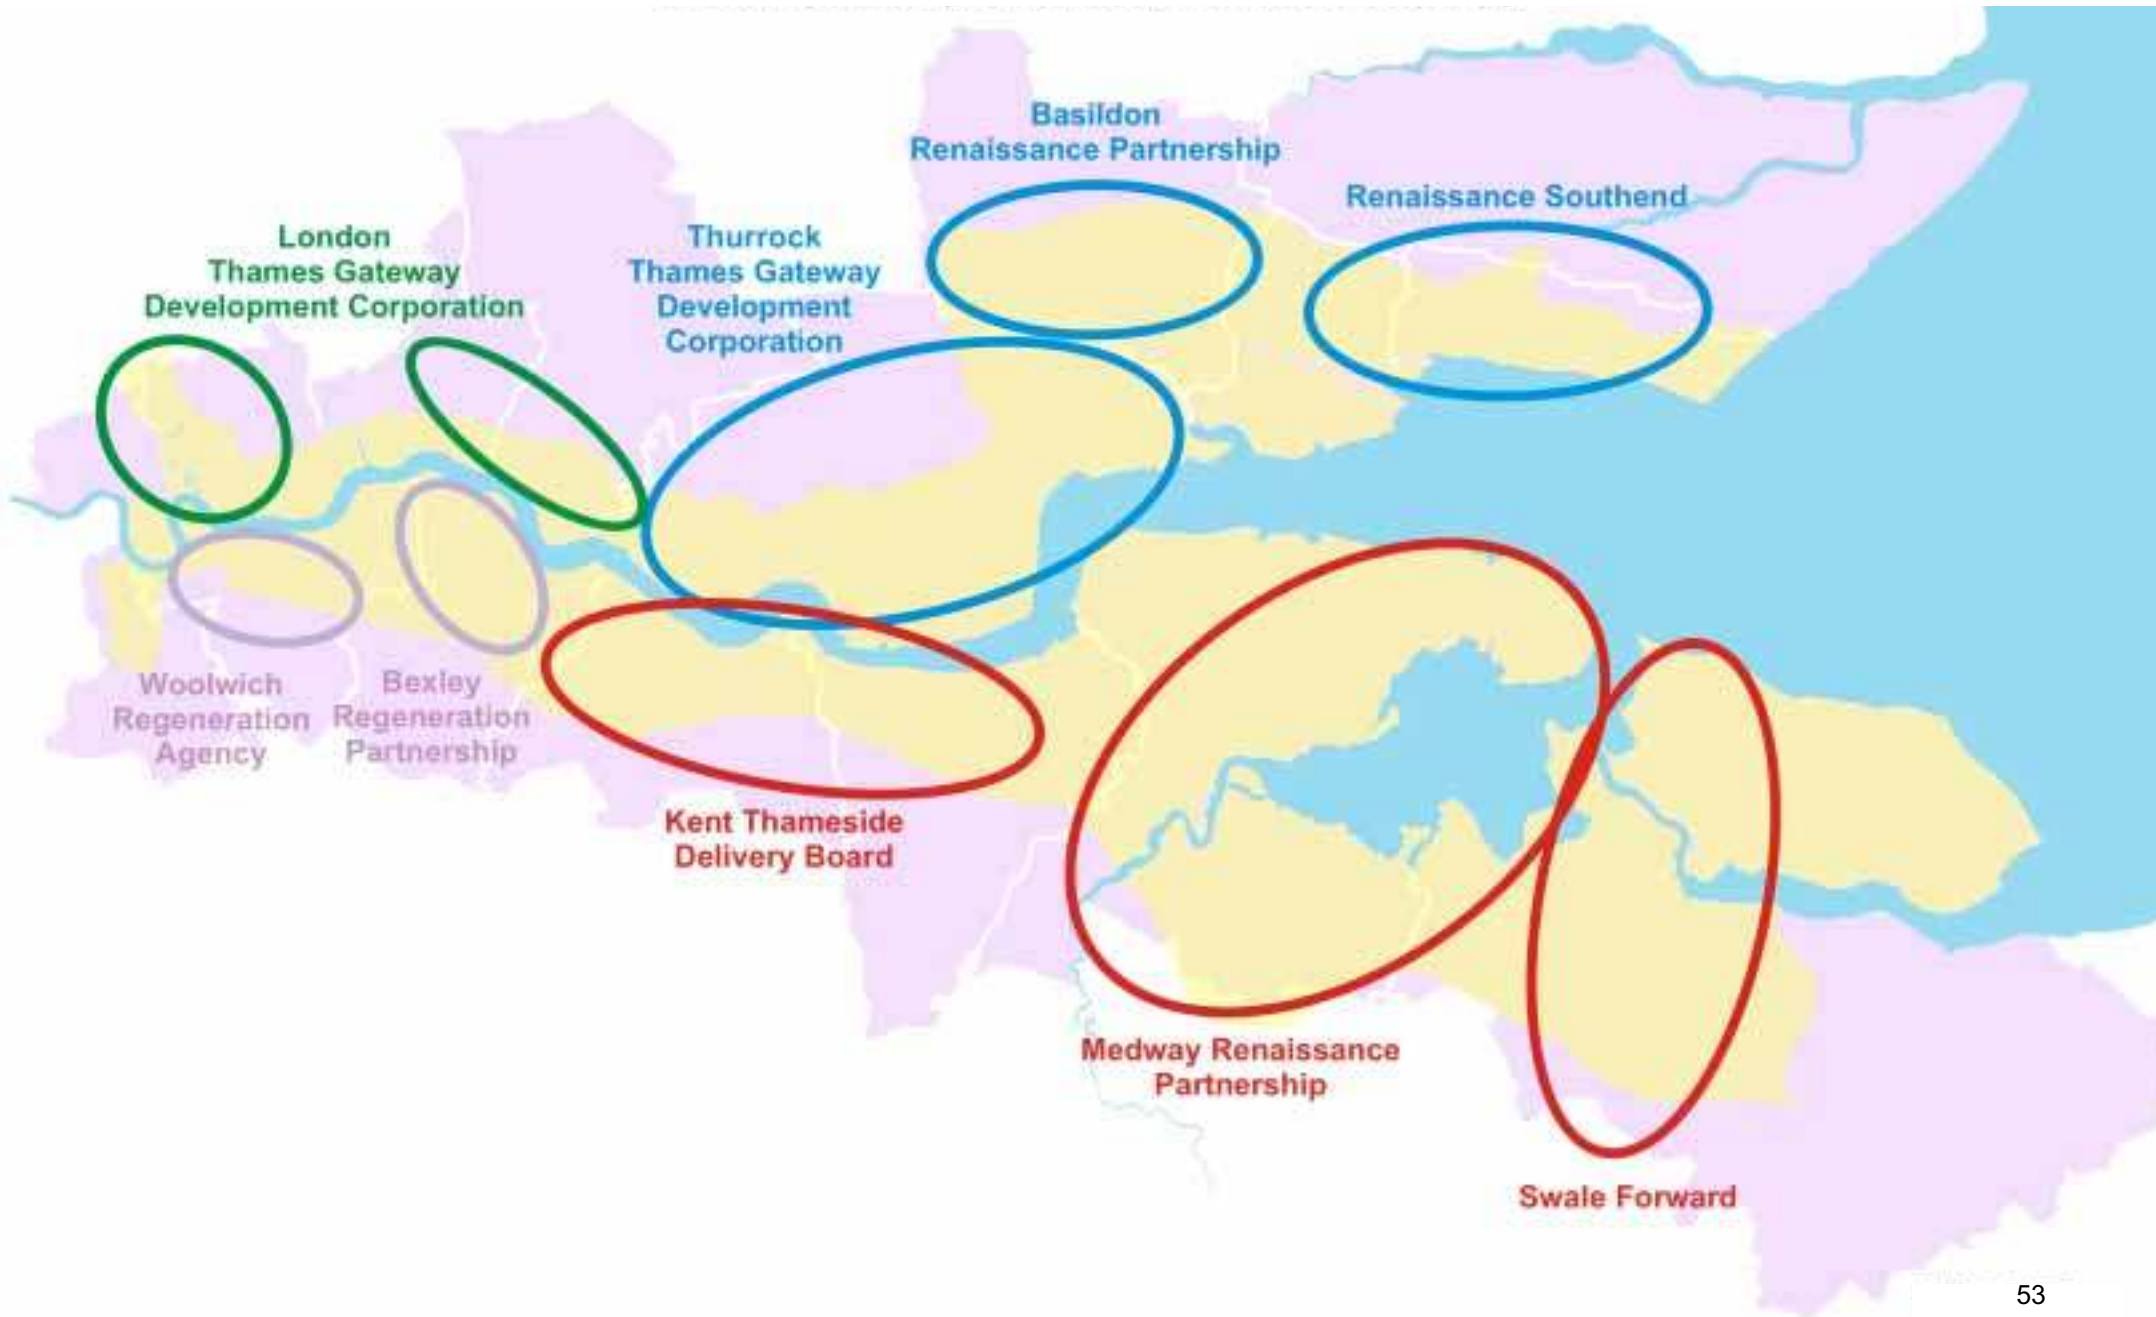 Basildon
Renaissance Partnership
Renaissance Southend
London
Thames Gateway
Development Corporation
Thurrock
Thames Gateway
Development
Corporation
Woolwich
Regeneration
Agency
Bexley
Regeneration
Partnership
Kent Thameside
Delivery Board
Medway Renaissance
Partnership
Swale Forward
53